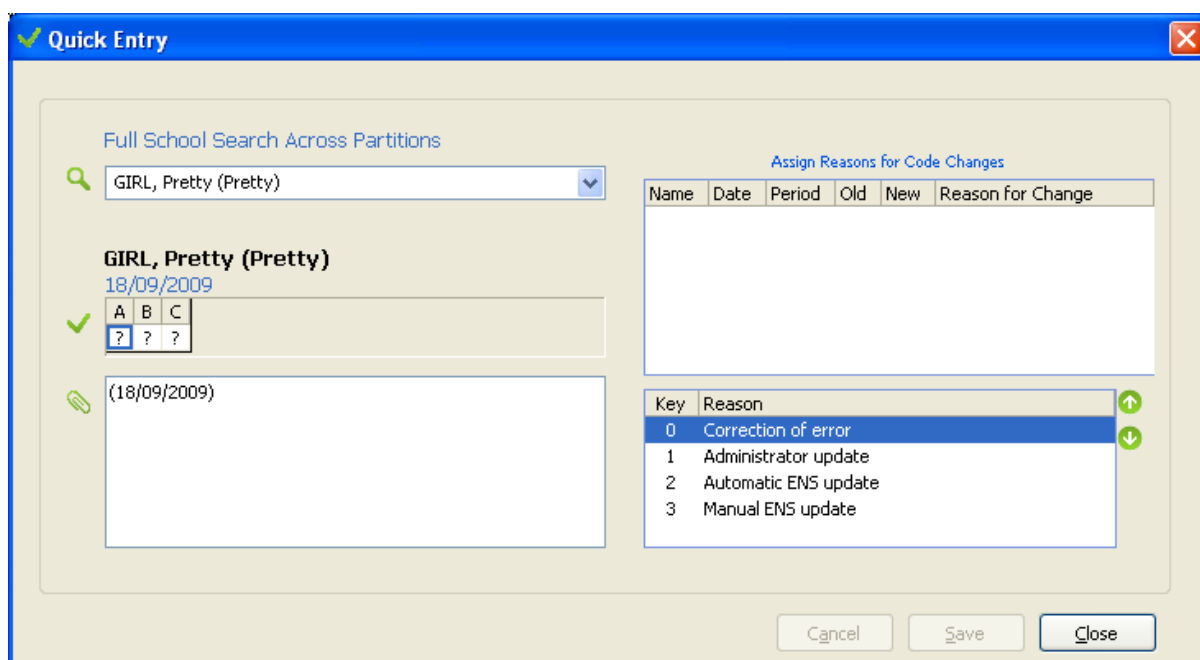 Quick Entry
Full School Search Across Partitions
GIRL, Pretty (Pretty)
GIRL, Pretty (Pretty)
18/09/2009
A B C
? ? ?
(18/09/2009)
Assign Reasons for Code Changes
Name Date Period Old New Reason for Change
Key Reason
0 Correction of error
1 Administrator update
2 Automatic ENS update
3 Manual ENS update
Cancel Save Close